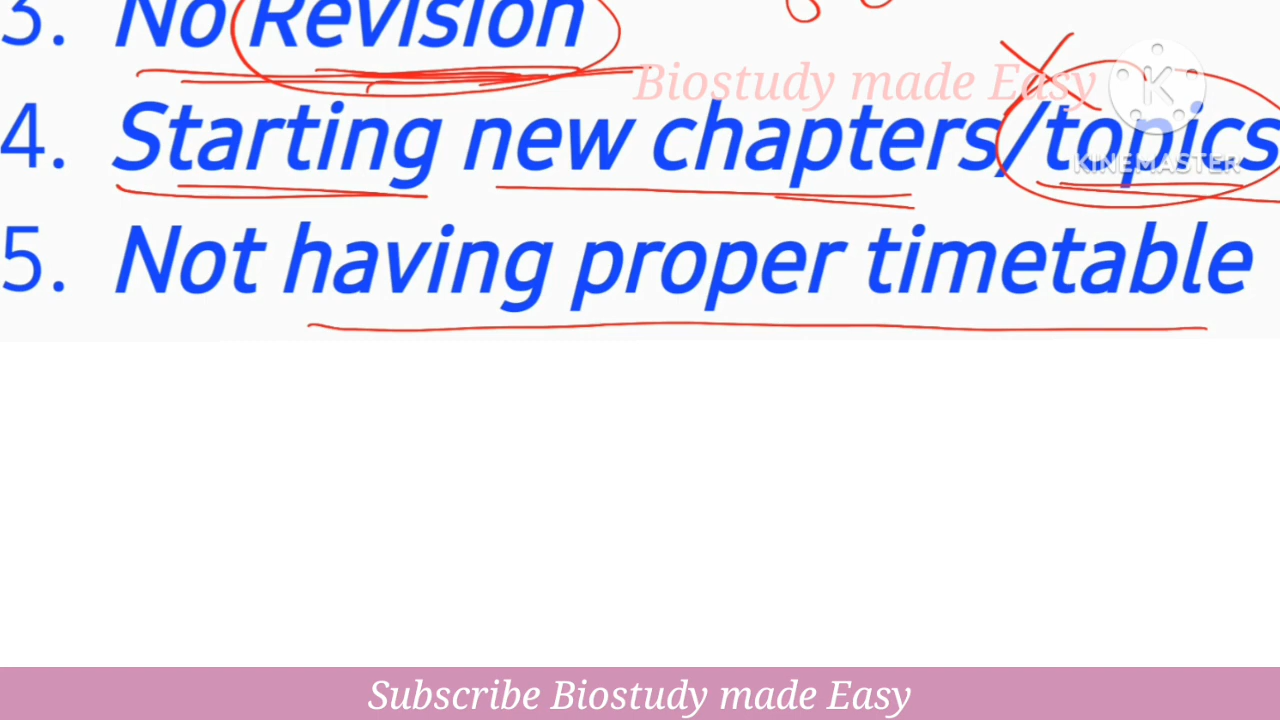 3. No Revision
Biostudy made Easy
4. Starting new chapters/topics
KINEMASTER
5. Not having proper timetable
Subscribe Biostudy made Easy